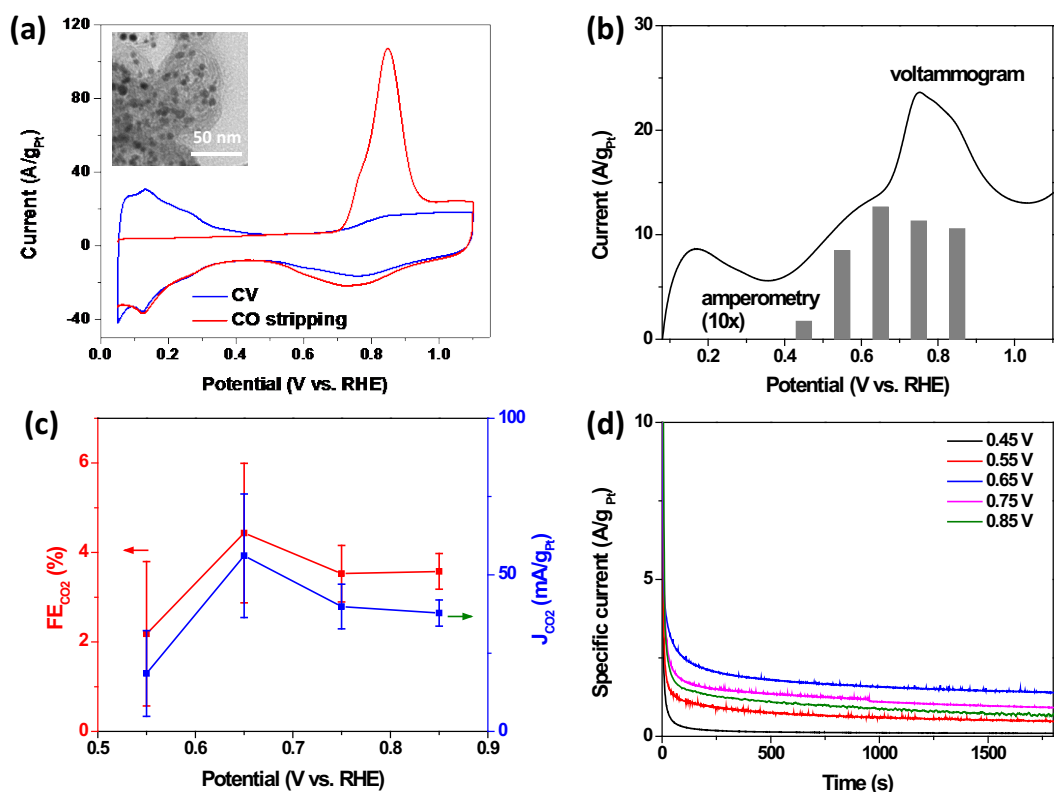 (a)
120
80
40
0
-40
Current (A/gPt)
50 nm
CV
CO stripping
0.0 0.2 0.4 0.6 0.8 1.0
Potential (V vs. RHE)
(b)
30
20
10
0
Current (A/gPt)
voltammogram
amperometry
(10x)
0.2 0.4 0.6 0.8 1.0
Potential (V vs. RHE)
(c)
6
4
2
0
FECO2 (%)
100
50
0
JCO2 (mA/gPt)
0.5 0.6 0.7 0.8 0.9
Potential (V vs. RHE)
(d)
10
5
0
Specific current (A/g Pt)
0.45 V
0.55 V
0.65 V
0.75 V
0.85 V
0 500 1000 1500
Time (s)